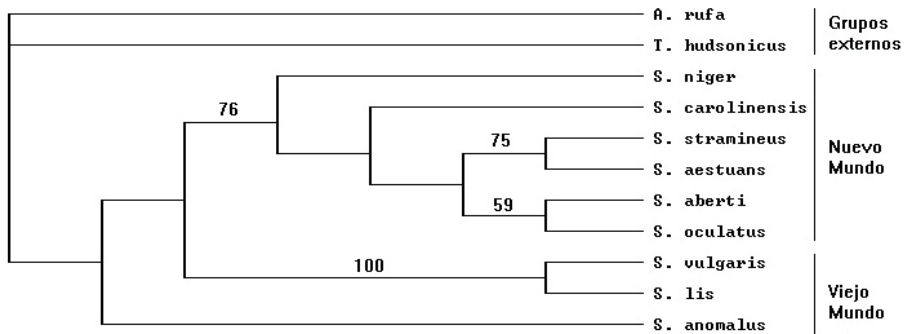 A. rufa
T. hudsonicus
Grupos
externos
S. niger
76
S. carolinensis
75
S. stramineus
S. aestuans
Nuevo
Mundo
59
S. aberti
S. oculatus
100
S. vulgaris
S. lis
S. anomalus
Viejo
Mundo